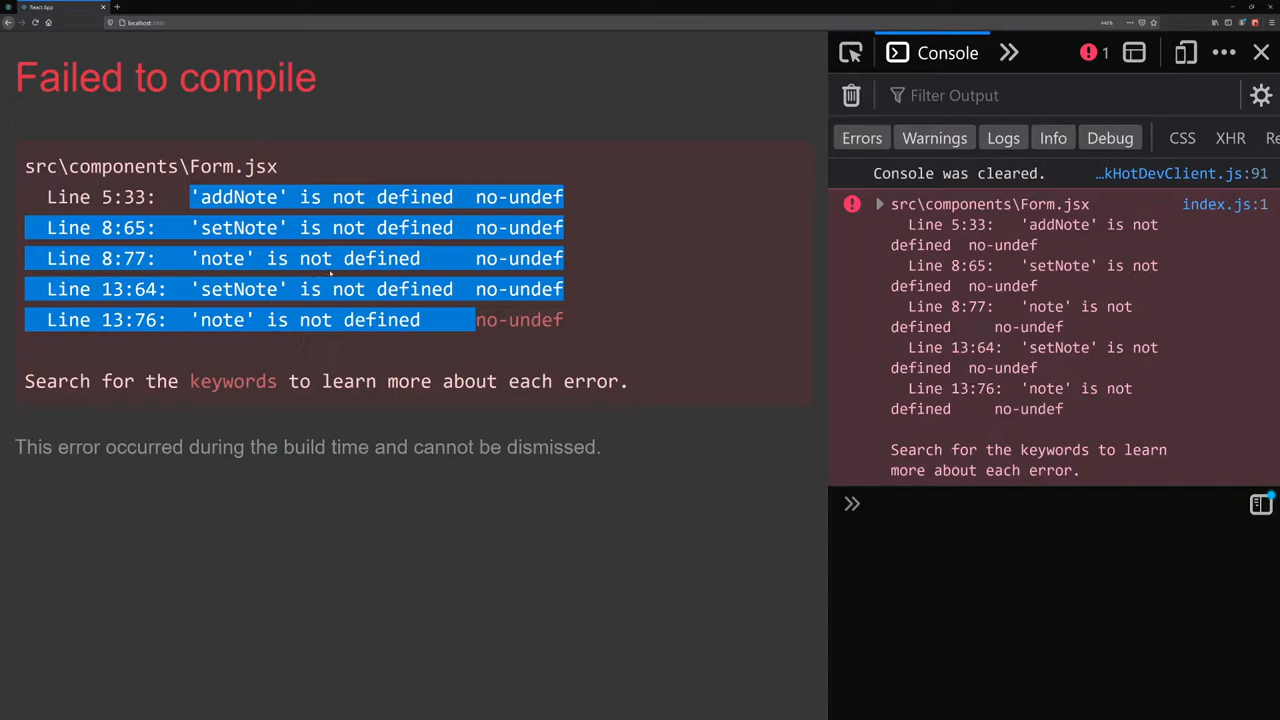 React App
localhost:3000
440%
Failed to compile
src\components\Form.jsx
Line 5:33: 'addNote' is not defined no-undef
Line 8:65: 'setNote' is not defined no-undef
Line 8:77: 'note' is not defined no-undef
Line 13:64: 'setNote' is not defined no-undef
Line 13:76: 'note' is not defined no-undef
Search for the keywords to learn more about each error.
This error occurred during the build time and cannot be dismissed.
Console
1
Filter Output
Errors Warnings Logs Info Debug CSS XHR Re
Console was cleared. …kHotDevClient.js:91
src\components\Form.jsx index.js:1
Line 5:33: 'addNote' is not
defined no-undef
Line 8:65: 'setNote' is not
defined no-undef
Line 8:77: 'note' is not
defined no-undef
Line 13:64: 'setNote' is not
defined no-undef
Line 13:76: 'note' is not
defined no-undef
Search for the keywords to learn
more about each error.